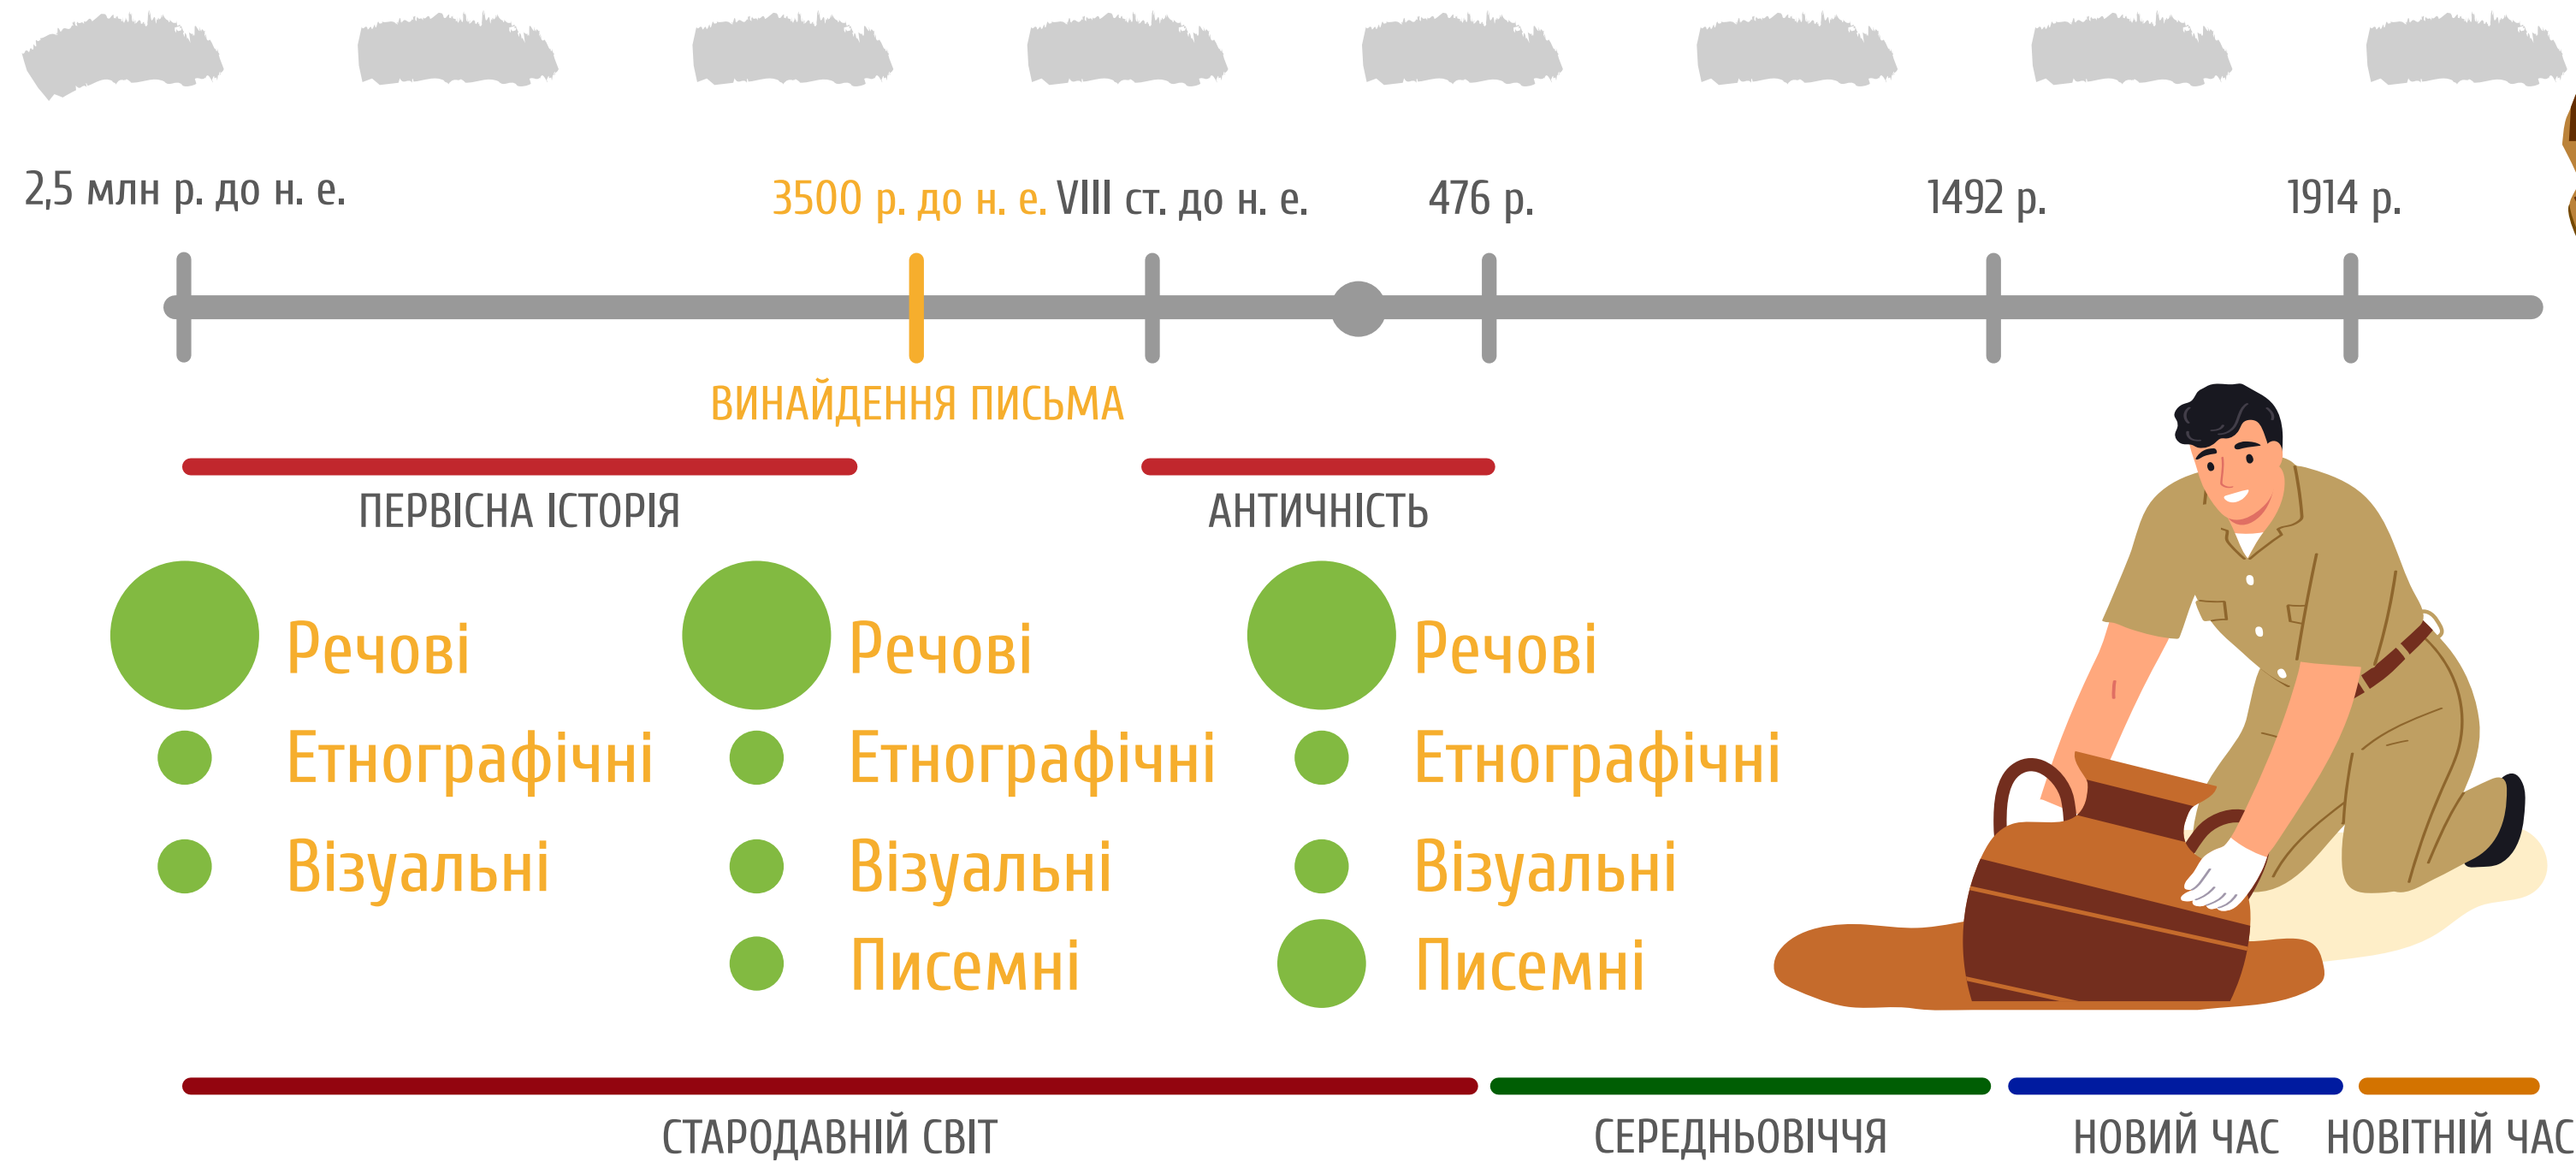 2,5 млн р. до н. е.
3500 р. до н. е.
VIII ст. до н. е.
476 р.
1492 р.
1914 р.
ВИНАЙДЕННЯ ПИСЬМА
ПЕРВІСНА ІСТОРІЯ
АНТИЧНІСТЬ
Речові
Етнографічні
Візуальні
Речові
Етнографічні
Візуальні
Писемні
Речові
Етнографічні
Візуальні
Писемні
СТАРОДАВНІЙ СВІТ
СЕРЕДНЬОВІЧЧЯ
НОВИЙ ЧАС
НОВІТНІЙ ЧАС